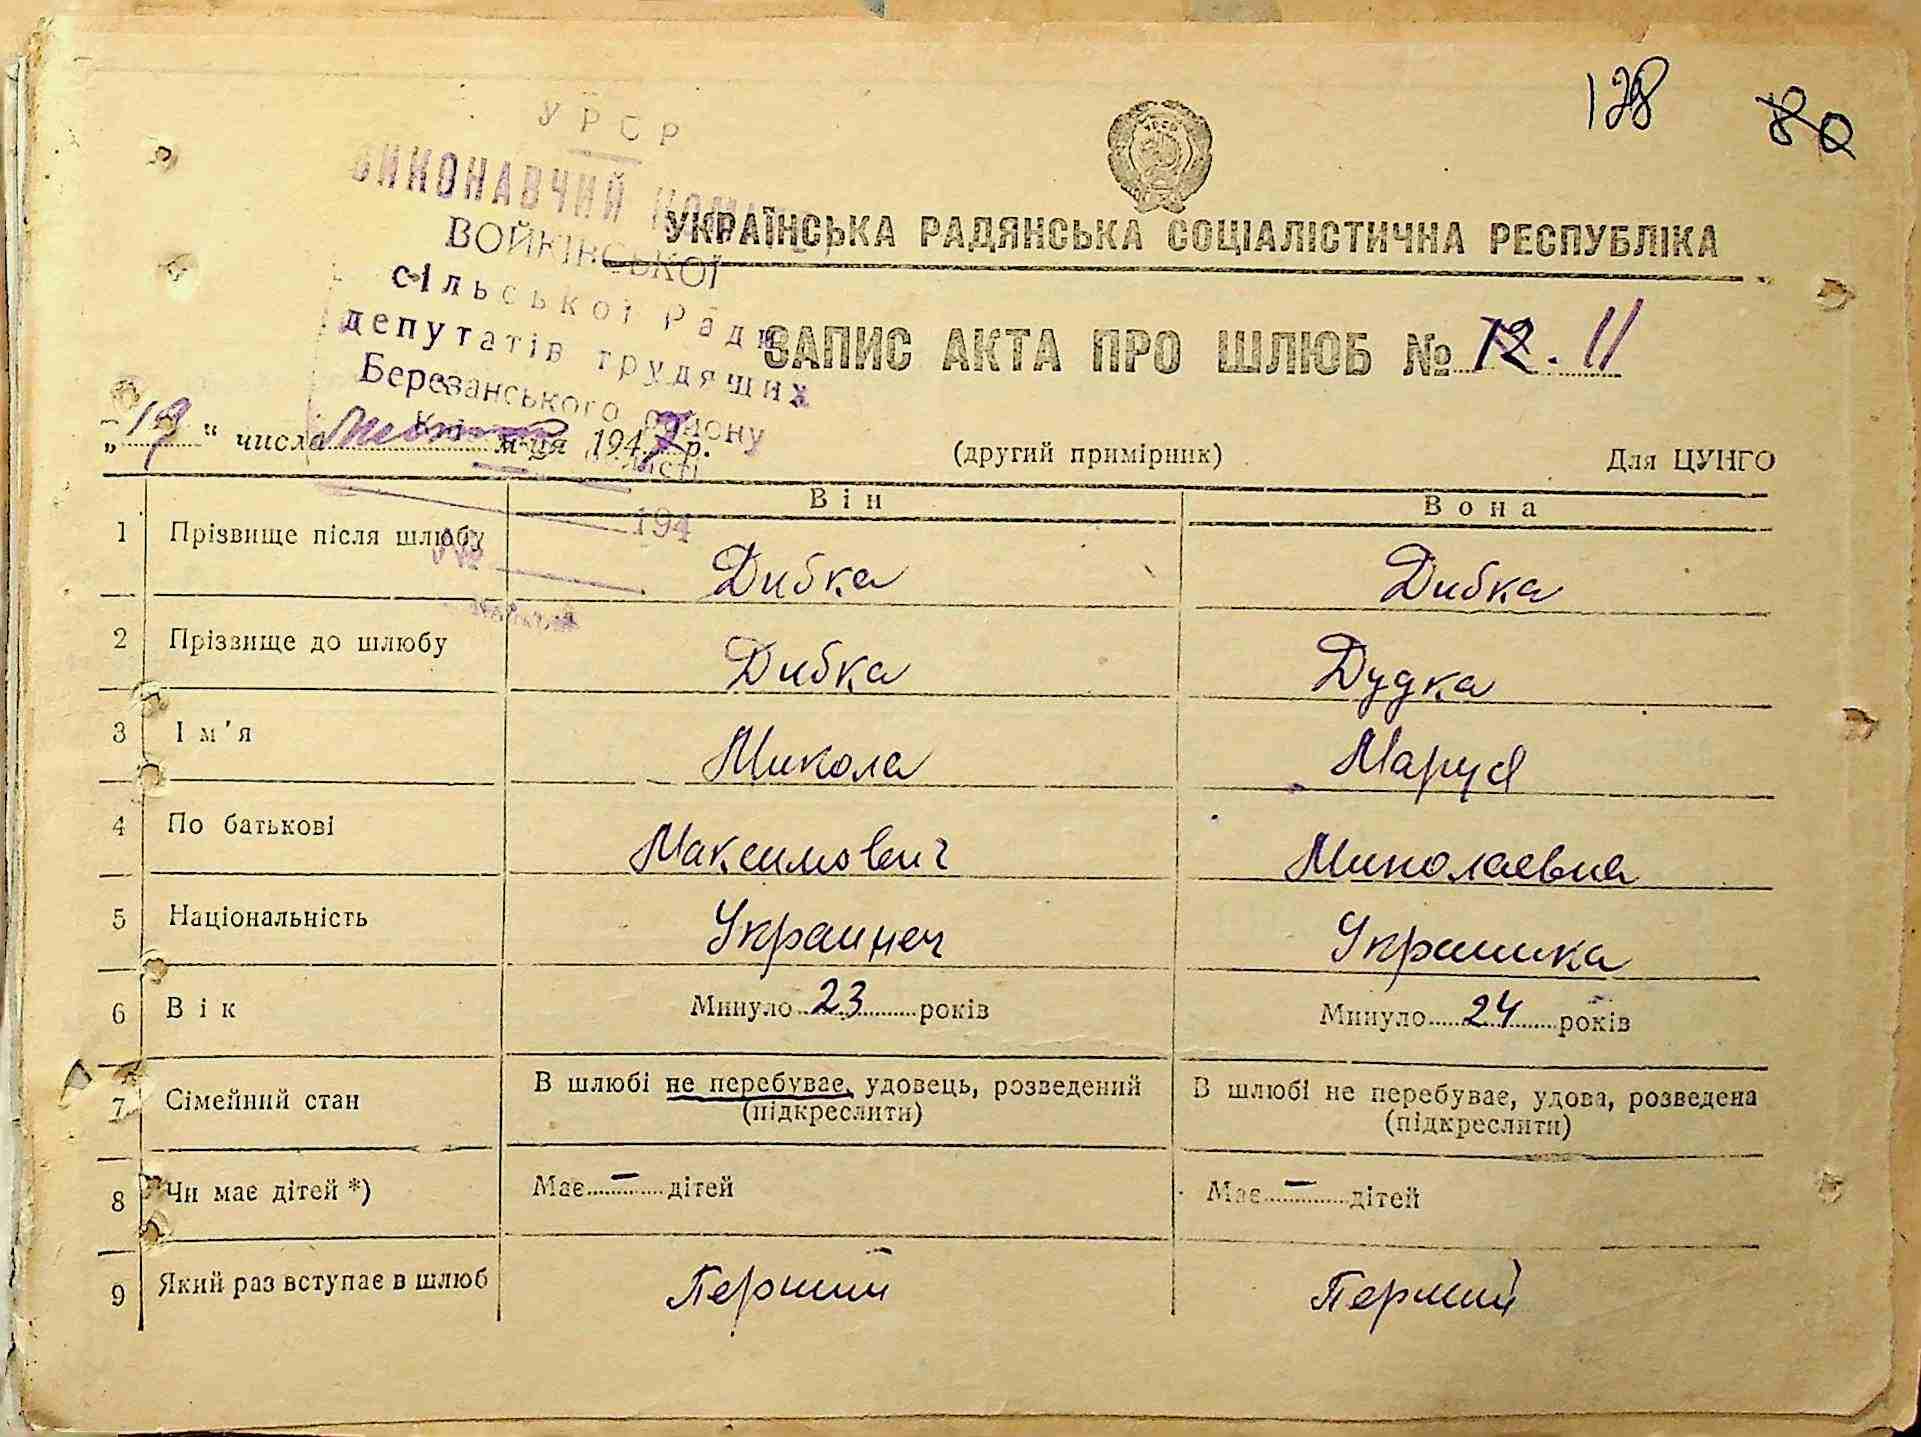 128 80
УРСР
ВИКОНАВЧИЙ
ВОЙКІВСЬКОЇ
сільської Ради
депутатів трудящих
Березанського району
194
УКРАЇНСЬКА РАДЯНСЬКА СОЦІАЛІСТИЧНА РЕСПУБЛІКА
ЗАПИС АКТА ПРО ШЛЮБ № 12. 11
„19“ числа м-ця 1947 р. (другий примірник) Для ЦУНГО
Він Вона
1 Прізвище після шлюбу Дибка Дибка
2 Прізвище до шлюбу Дибка Дудка
3 Ім'я Микола Маруся
4 По батькові Максимович Миколаевна
5 Національність Украинец Украинка
6 Вік Минуло 23 років Минуло 24 років
7 Сімейний стан В шлюбі не перебуває, удовець, розведений В шлюбі не перебуває, удова, розведена
(підкреслити) (підкреслити)
8 Чи має дітей *) Має — дітей Має — дітей
9 Який раз вступає в шлюб Перший Перший